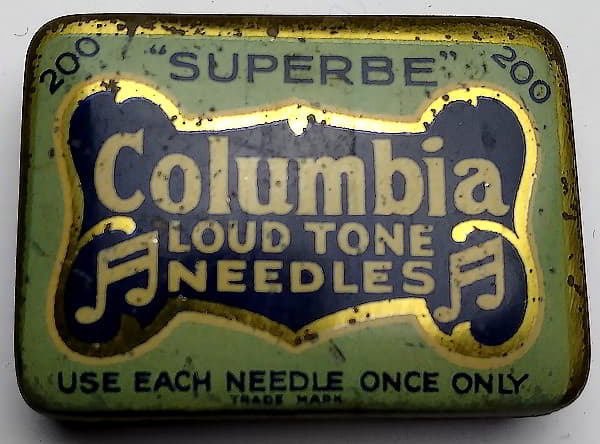 200 "SUPERBE" 200
Columbia
LOUD TONE
NEEDLES
USE EACH NEEDLE ONCE ONLY
TRADE MARK